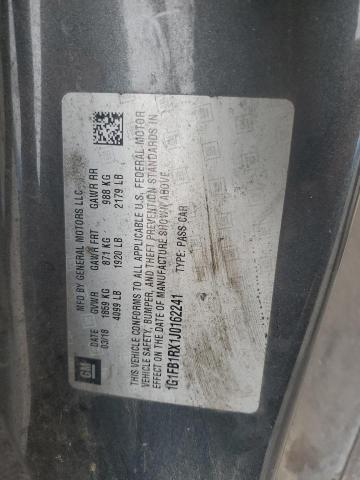 MFD BY GENERAL MOTORS LLC
DATE GVWR GAWR FRT GAWR RR
03/18 1859 KG 871 KG 988 KG
4099 LB 1920 LB 2179 LB
GM
THIS VEHICLE CONFORMS TO ALL APPLICABLE U.S. FEDERAL MOTOR
VEHICLE SAFETY, BUMPER, AND THEFT PREVENTION STANDARDS IN
EFFECT ON THE DATE OF MANUFACTURE SHOWN ABOVE.
TYPE: PASS CAR
1G1FB1RX1J0162241